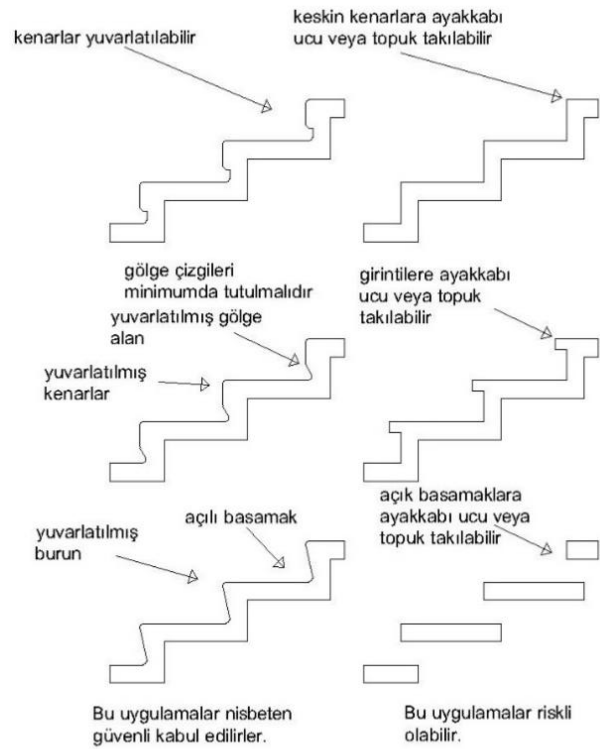 kenarlar yuvarlatılabilir
keskin kenarlara ayakkabı
ucu veya topuk takılabilir
gölge çizgileri
minimumda tutulmalıdır
yuvarlatılmış gölge
alan
yuvarlatılmış
kenarlar
girintilere ayakkabı
ucu veya topuk
takılabilir
yuvarlatılmış
burun
açılı basamak
açık basamaklara
ayakkabı ucu veya
topuk takılabilir
Bu uygulamalar nisbeten
güvenli kabul edilirler.
Bu uygulamalar riskli
olabilir.